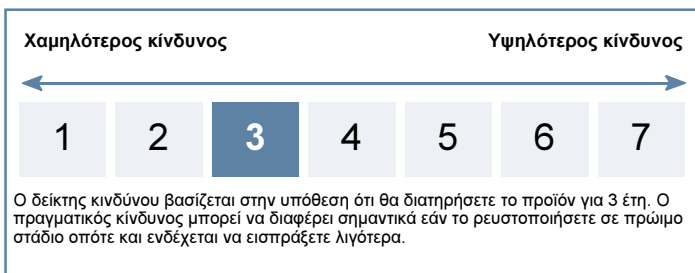 Χαμηλότερος κίνδυνος Υψηλότερος κίνδυνος
1 2 3 4 5 6 7
Ο δείκτης κινδύνου βασίζεται στην υπόθεση ότι θα διατηρήσετε το προϊόν για 3 έτη. Ο
πραγματικός κίνδυνος μπορεί να διαφέρει σημαντικά εάν το ρευστοποιήσετε σε πρώιμο
στάδιο οπότε και ενδέχεται να εισπράξετε λιγότερα.